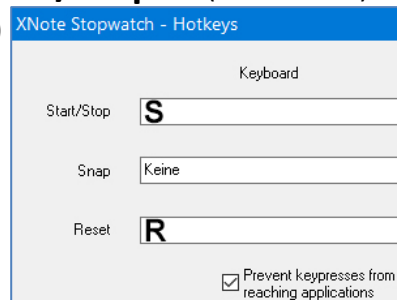 XNote Stopwatch - Hotkeys
Keyboard
Start/Stop S
Snap Keine
Reset R
Prevent keypresses from
reaching applications